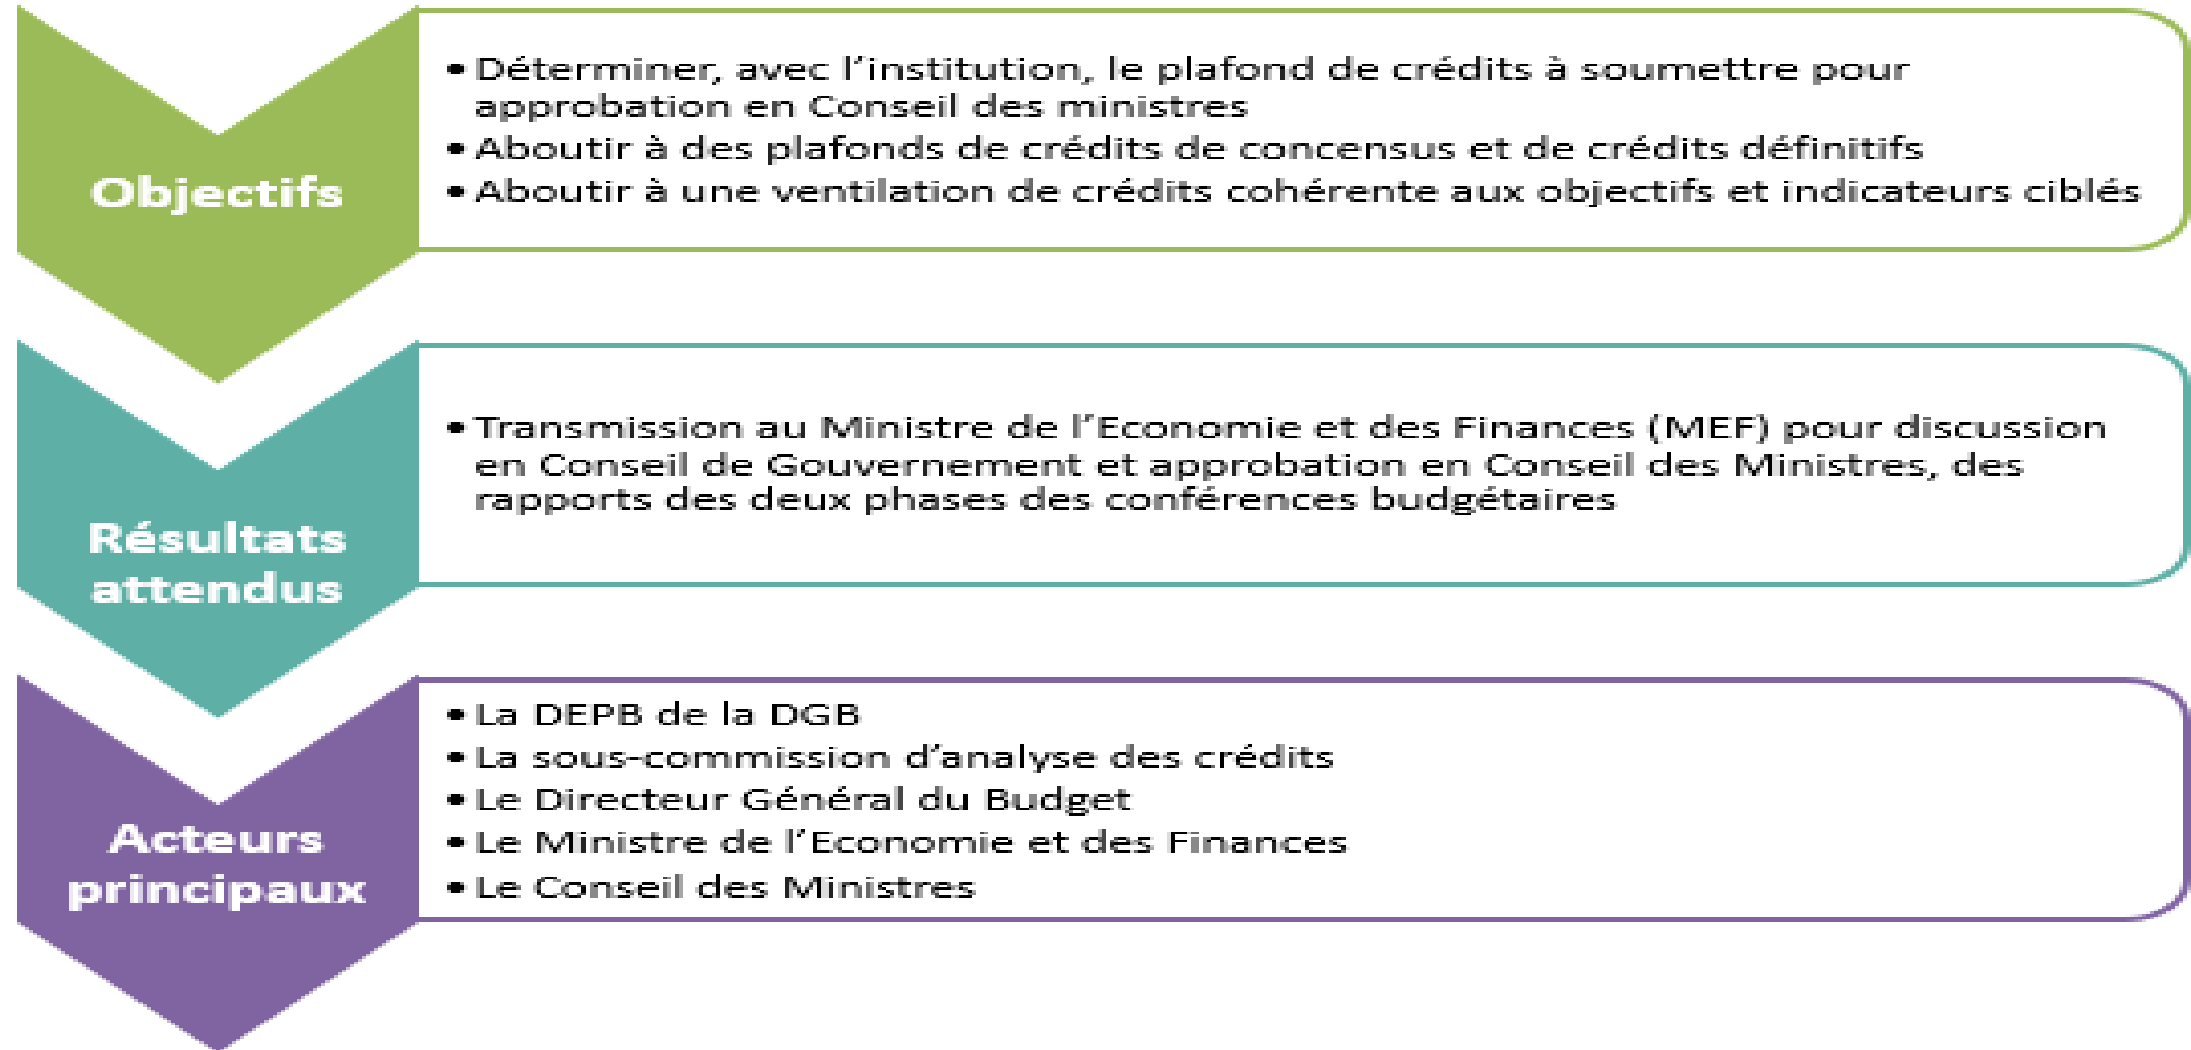 Objectifs
• Déterminer, avec l’institution, le plafond de crédits à soumettre pour
approbation en Conseil des ministres
• Aboutir à des plafonds de crédits de concensus et de crédits définitifs
• Aboutir à une ventilation de crédits cohérente aux objectifs et indicateurs ciblés
Résultats
attendus
• Transmission au Ministre de l’Economie et des Finances (MEF) pour discussion
en Conseil de Gouvernement et approbation en Conseil des Ministres, des
rapports des deux phases des conférences budgétaires
Acteurs
principaux
• La DEPB de la DGB
• La sous-commission d’analyse des crédits
• Le Directeur Général du Budget
• Le Ministre de l’Economie et des Finances
• Le Conseil des Ministres